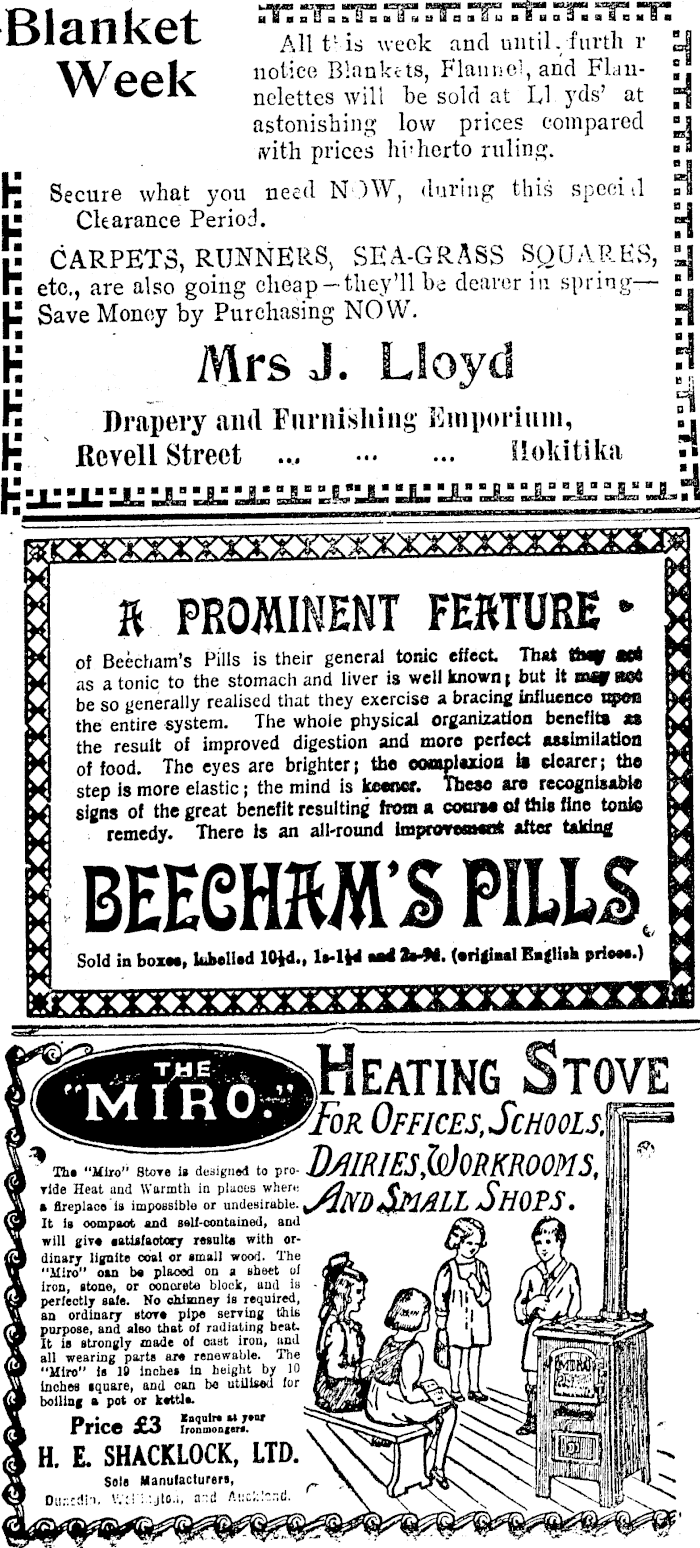 Blanket
Week
All this week and until furth r
notice Blankets, Flannel, and Flan-
nelettes will be sold at Ll yds' at
astonishing low prices compared
with prices hitherto ruling.
Secure what you need NOW, during this special
Clearance Period.
CARPETS, RUNNERS, SEA-GRASS SQUARES,
etc., are also going cheap—they'll be dearer in spring—
Save Money by Purchasing NOW.
Mrs J. Lloyd
Drapery and Furnishing Emporium,
Revell Street ... ... ... Hokitika
A PROMINENT FEATURE
of Beecham's Pills is their general tonic effect. That they act
as a tonic to the stomach and liver is well known; but it may not
be so generally realised that they exercise a bracing influence upon
the entire system. The whole physical organization benefits as
the result of improved digestion and more perfect assimilation
of food. The eyes are brighter; the complexion is clearer; the
step is more elastic; the mind is keener. These are recognisable
signs of the great benefit resulting from a course of this fine tonic
remedy. There is an all-round improvement after taking
BEECHAM'S PILLS.
Sold in boxes, labelled 10½d., 1s-1½d and 2s-9d. (original English prices.)
THE
"MIRO."
HEATING STOVE
FOR OFFICES, SCHOOLS,
DAIRIES, WORKROOMS,
AND SMALL SHOPS.
The "Miro" Stove is designed to pro-
vide Heat and Warmth in places where
a fireplace is impossible or undesirable.
It is compact and self-contained, and
will give satisfactory results with or-
dinary lignite coal or small wood. The
"Miro" can be placed on a sheet of
iron, stone, or concrete block, and is
perfectly safe. No chimney is required,
an ordinary stove pipe serving this
purpose, and also that of radiating heat.
It is strongly made of cast iron, and
all wearing parts are renewable. The
"Miro" is 19 inches in height by 10
inches square, and can be utilised for
boiling a pot or kettle.
Price £3 Enquire at your
Ironmongers.
H. E. SHACKLOCK, LTD.
Sole Manufacturers,
Dunedin, Wellington, and Auckland.
MIRO